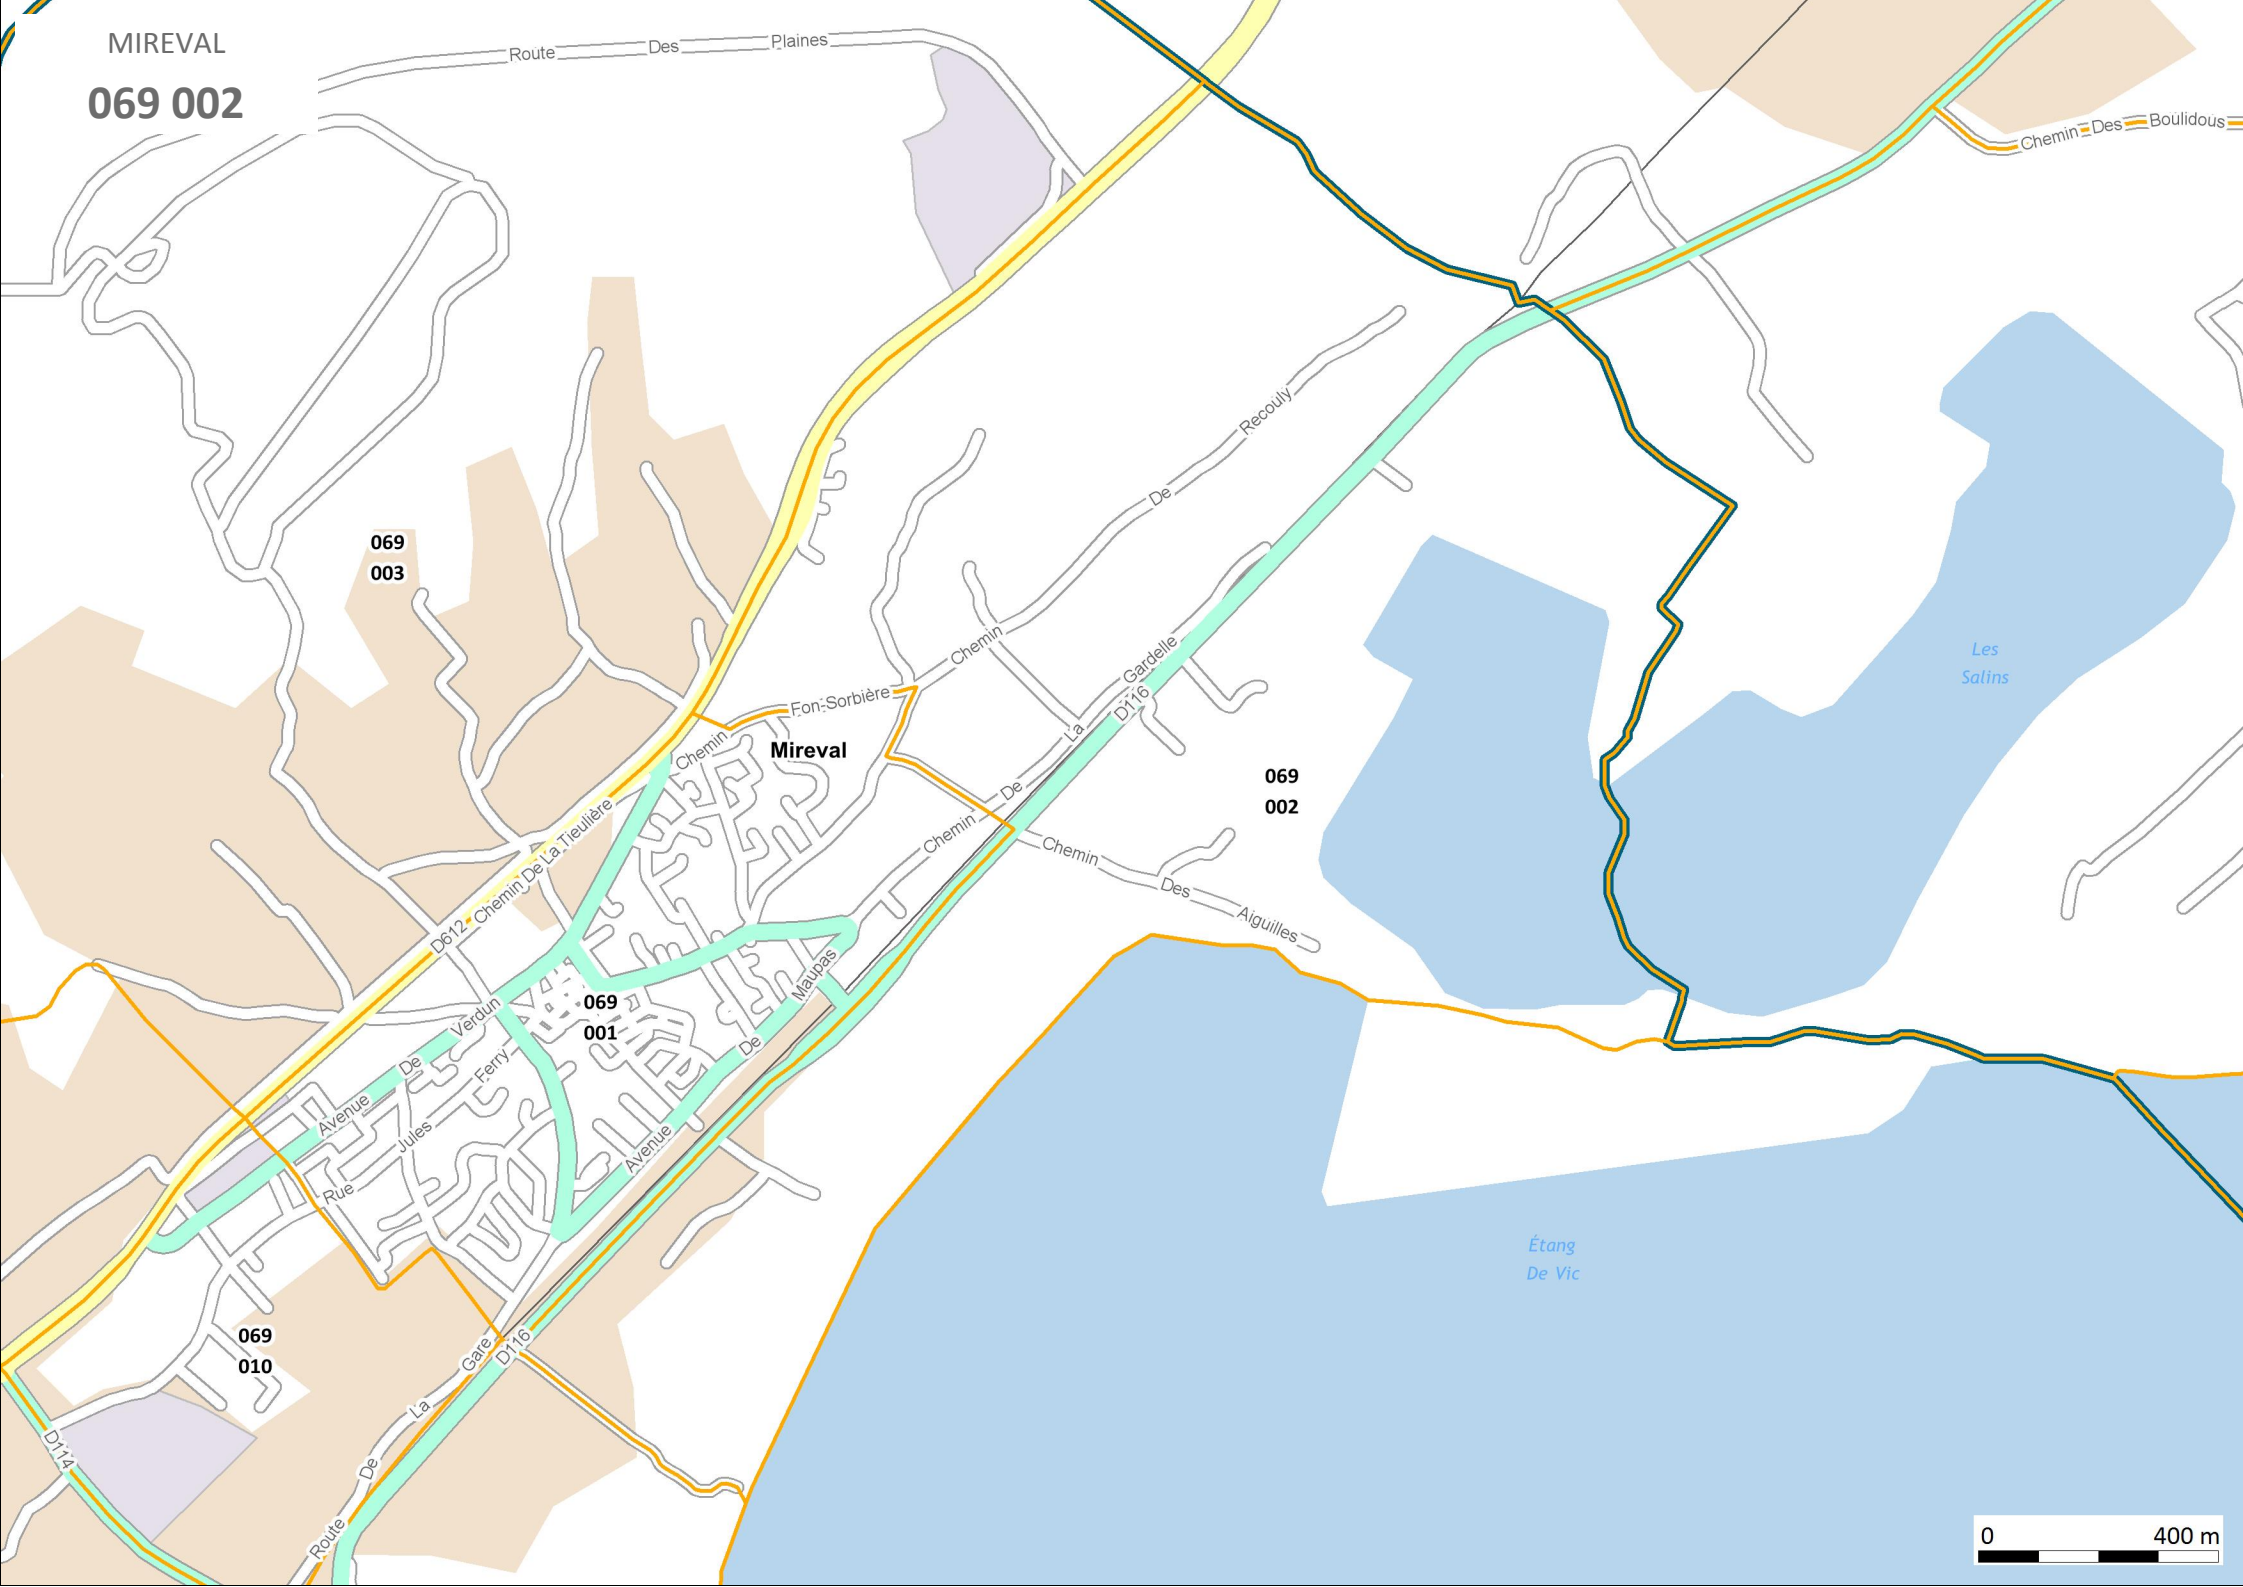 MIREVAL
069 002
Route Des Plaines
Chemin Des Boulidous
Chemin De Recouly
069
003
Les
Salins
Chemin Fon-Sorbière
Mireval
Chemin De La Gardelle
D116
069
002
Chemin De La Tieulière
D612
Chemin Des Aiguilles
Avenue De Maupas
069
001
Avenue De Verdun
Rue Jules Ferry
Étang
De Vic
069
010
D116
Route De La Gare
D114
0 400 m